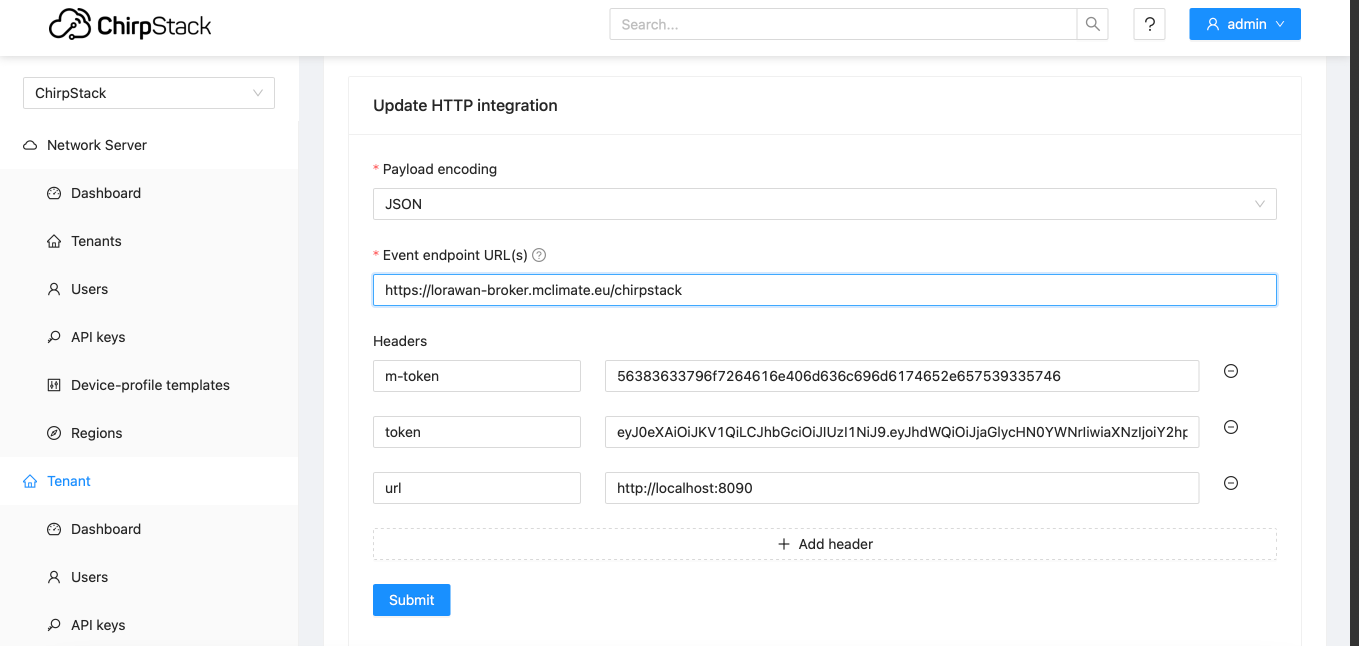 ChirpStack
Search...
?
admin
ChirpStack
Network Server
Dashboard
Tenants
Users
API keys
Device-profile templates
Regions
Tenant
Dashboard
Users
API keys
Update HTTP integration
* Payload encoding
JSON
* Event endpoint URL(s) ?
https://lorawan-broker.mclimate.eu/chirpstack
Headers
m-token 56383633796f7264616e406d636c696d6174652e657539335746
token eyJ0eXAiOiJKV1QiLCJhbGciOiJIUzI1NiJ9.eyJhdWQiOiJjaGlycHN0YWNrIiwiaXNzIjoiY2hp
url http://localhost:8090
+ Add header
Submit